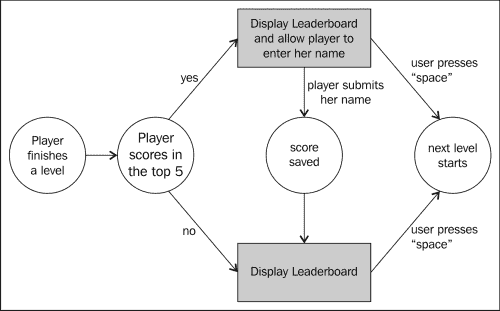 Display Leaderboard
and allow player to
enter her name
yes
player submits
her name
user presses
“space”
Player
finishes
a level
Player
scores in
the top 5
score
saved
next level
starts
no
user presses
“space”
Display Leaderboard